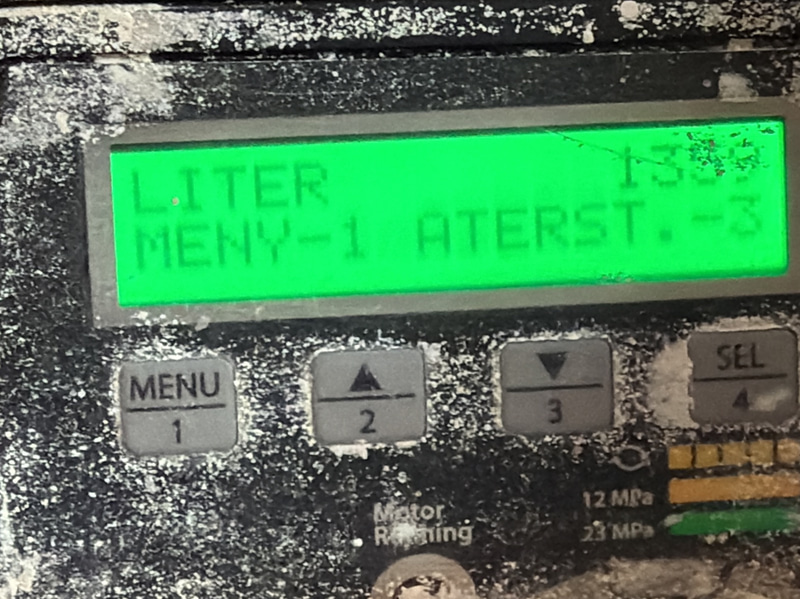 LITER
MENY-1 ATERST.-3
MENU
1
▲
2
▼
3
SEL
4
Motor
Running
12 MPa
23 MPa